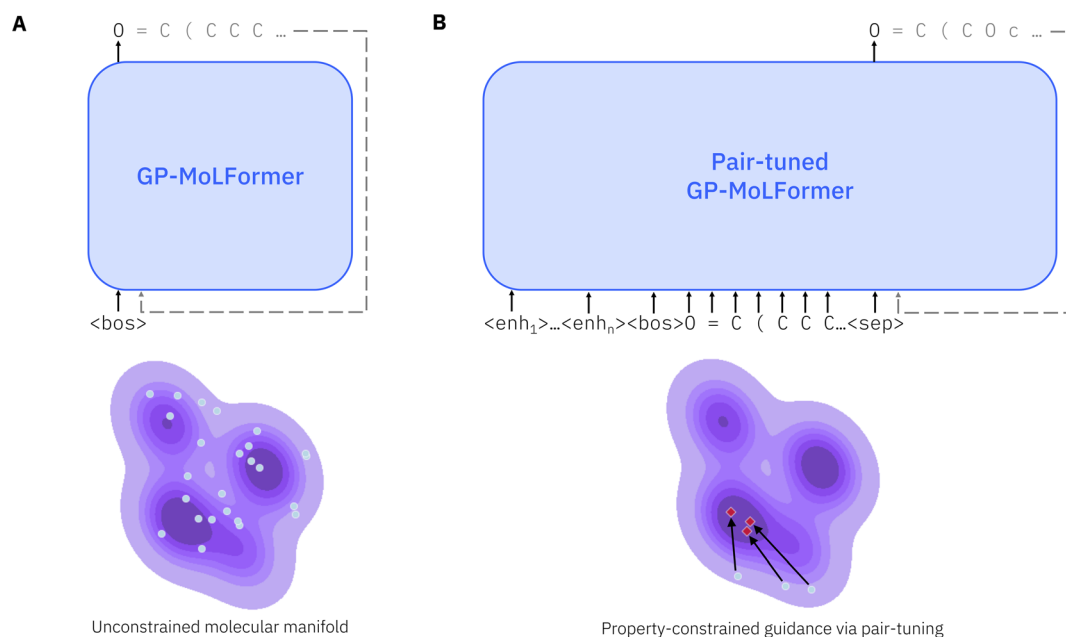 A
O = C ( C C C …
GP-MoLFormer
<bos>
Unconstrained molecular manifold
B
O = C ( C O c …
Pair-tuned
GP-MoLFormer
<enh₁>…<enhₙ><bos>O = C ( C C C…<sep>
Property-constrained guidance via pair-tuning